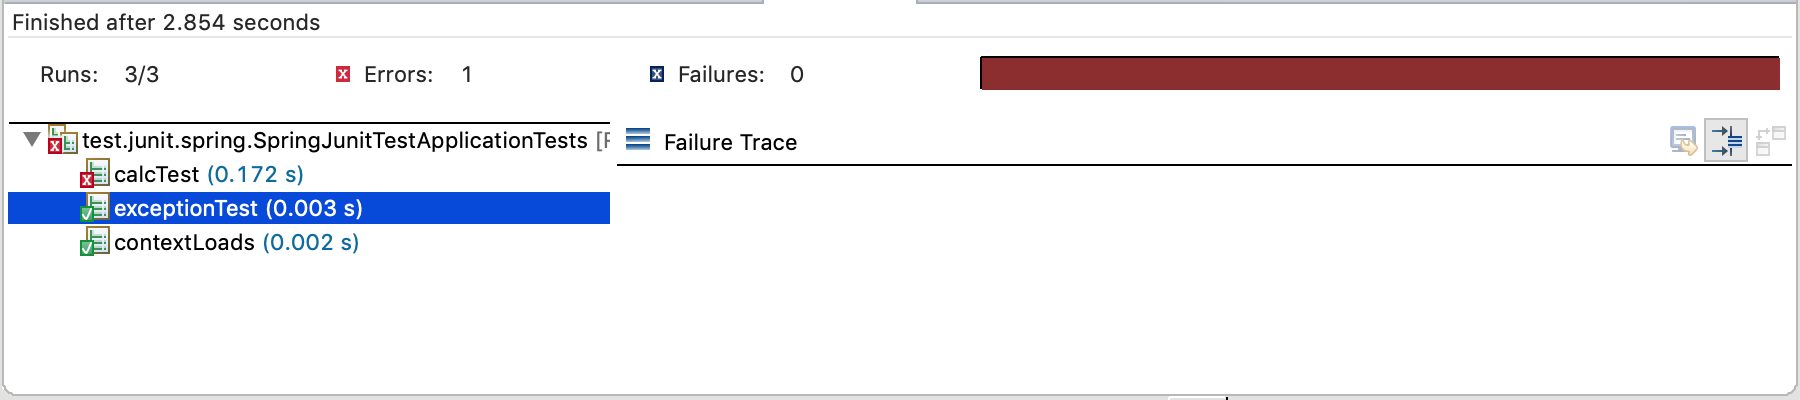 Finished after 2.854 seconds
Runs: 3/3 Errors: 1 Failures: 0
test.junit.spring.SpringJunitTestApplicationTests [
Failure Trace
calcTest (0.172 s)
exceptionTest (0.003 s)
contextLoads (0.002 s)